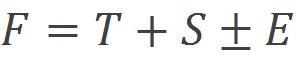 F = T + S ± E